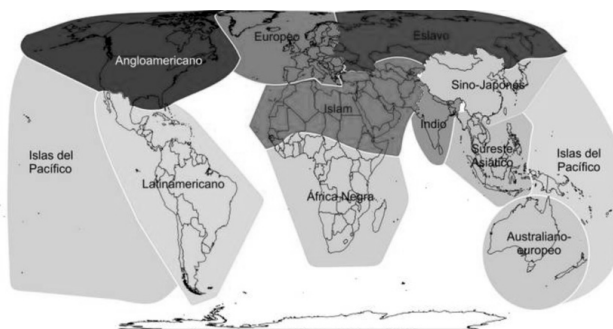 Europeo
Eslavo
Angloamericano
Sino-Japonés
Islam
Indio
Sureste
Asiático
Islas del
Pacífico
Latinamericano
África Negra
Islas del
Pacífico
Australiano-
europeo